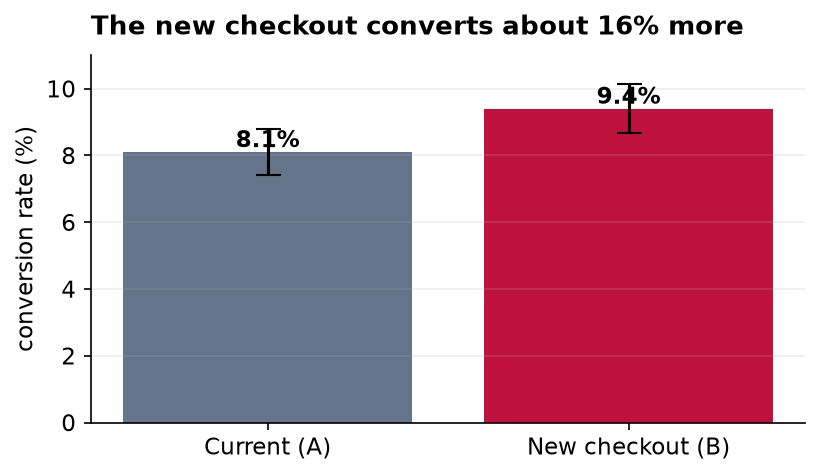 The new checkout converts about 16% more
conversion rate (%)
10
8
6
4
2
0
8.1%
9.4%
Current (A)
New checkout (B)